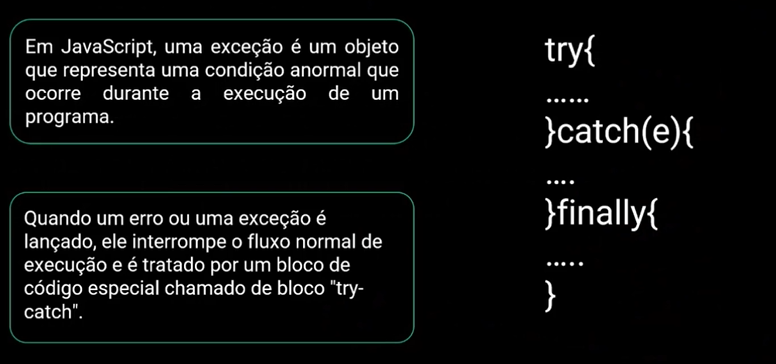 Em JavaScript, uma exceção é um objeto
que representa uma condição anormal que
ocorre durante a execução de um
programa.
Quando um erro ou uma exceção é
lançado, ele interrompe o fluxo normal de
execução e é tratado por um bloco de
código especial chamado de bloco "try-
catch".
try{
......
}catch(e){
....
}finally{
.....
}